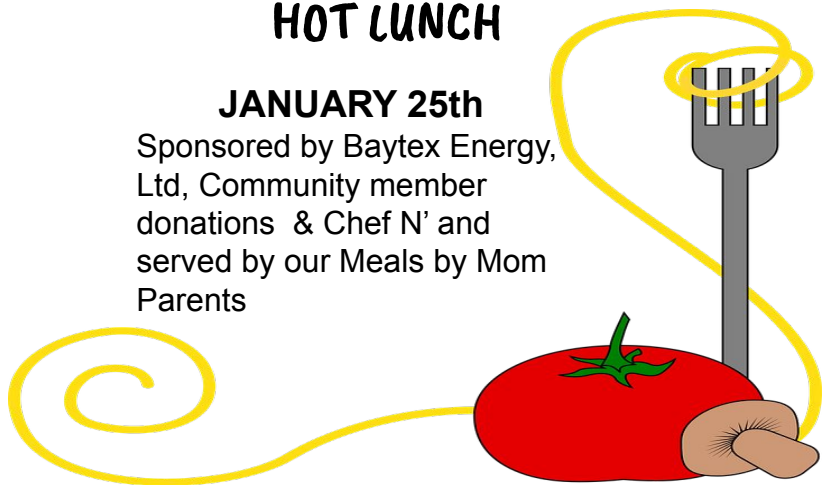 HOT LUNCH
JANUARY 25th
Sponsored by Baytex Energy,
Ltd, Community member
donations  & Chef N’ and
served by our Meals by Mom
Parents